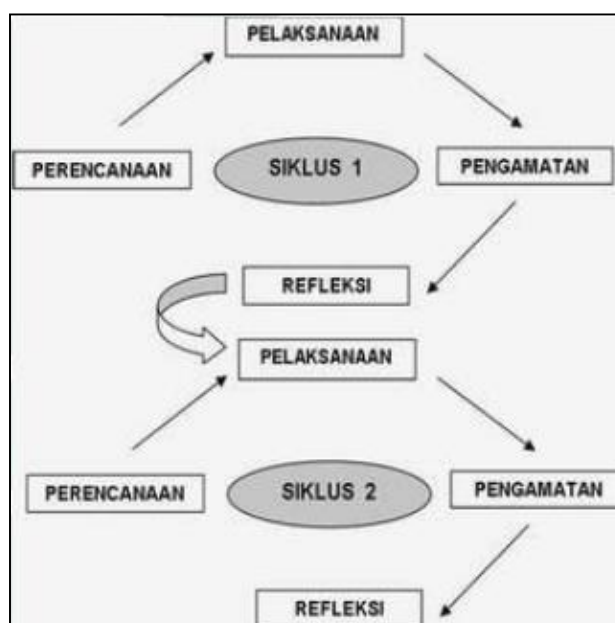 PELAKSANAAN
PERENCANAAN
SIKLUS 1
PENGAMATAN
REFLEKSI
PELAKSANAAN
PERENCANAAN
SIKLUS 2
PENGAMATAN
REFLEKSI